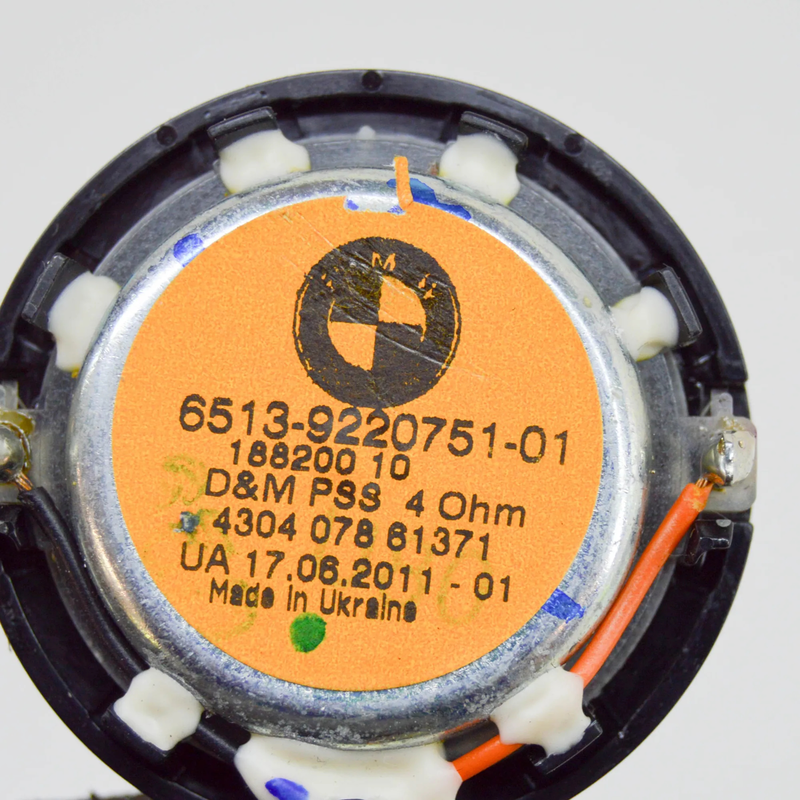 BMW
6513-9220751-01
188200 10
D&M PSS 4 Ohm
4304 078 61371
UA 17.06.2011 - 01
Made in Ukraine